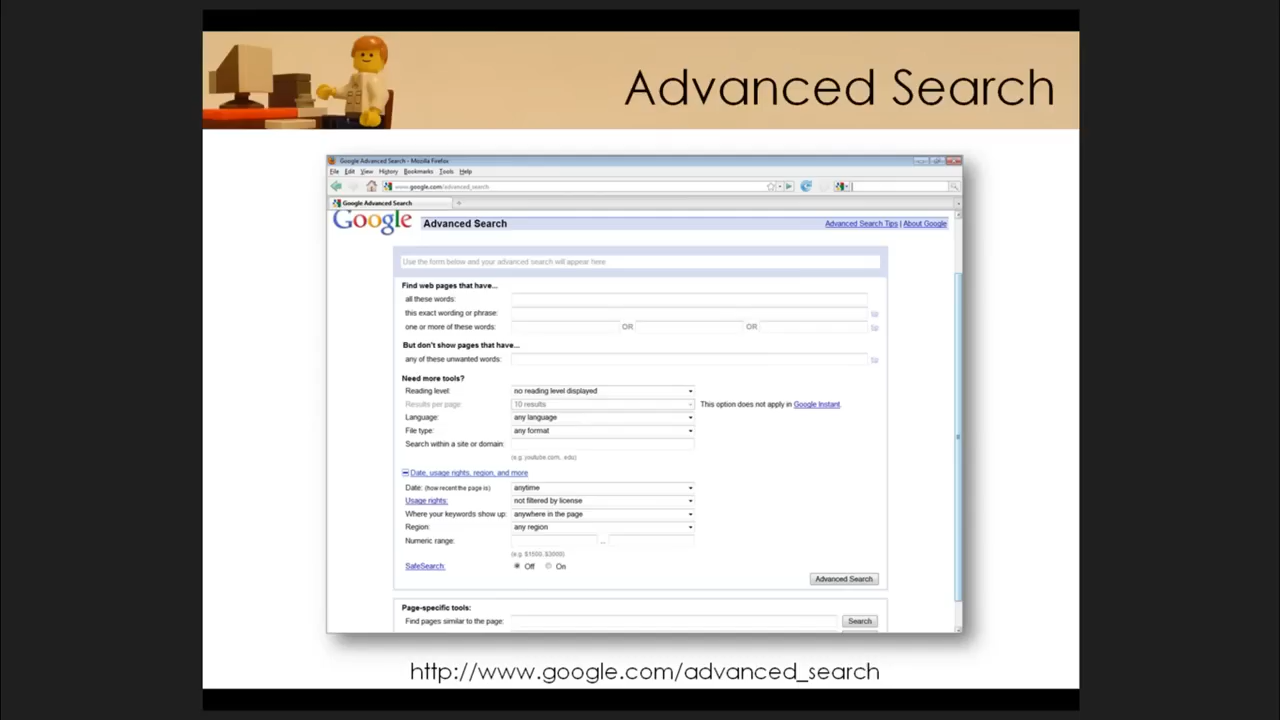 Advanced Search
Google Advanced Search - Mozilla Firefox
File Edit View History Bookmarks Tools Help
www.google.com/advanced_search
Google Advanced Search
Google Advanced Search Advanced Search Tips | About Google
Use the form below and your advanced search will appear here
Find web pages that have...
all these words:
this exact wording or phrase:
one or more of these words: OR OR
But don't show pages that have...
any of these unwanted words:
Need more tools?
Reading level: no reading level displayed
Results per page: 10 results This option does not apply in Google Instant.
Language: any language
File type: any format
Search within a site or domain:
(e.g. youtube.com, .edu)
Date, usage rights, region, and more
Date: (how recent the page is) anytime
Usage rights: not filtered by license
Where your keywords show up: anywhere in the page
Region: any region
Numeric range: ..
(e.g. $1500, $3000)
SafeSearch: Off On
Advanced Search
Page-specific tools:
Find pages similar to the page: Search
http://www.google.com/advanced_search